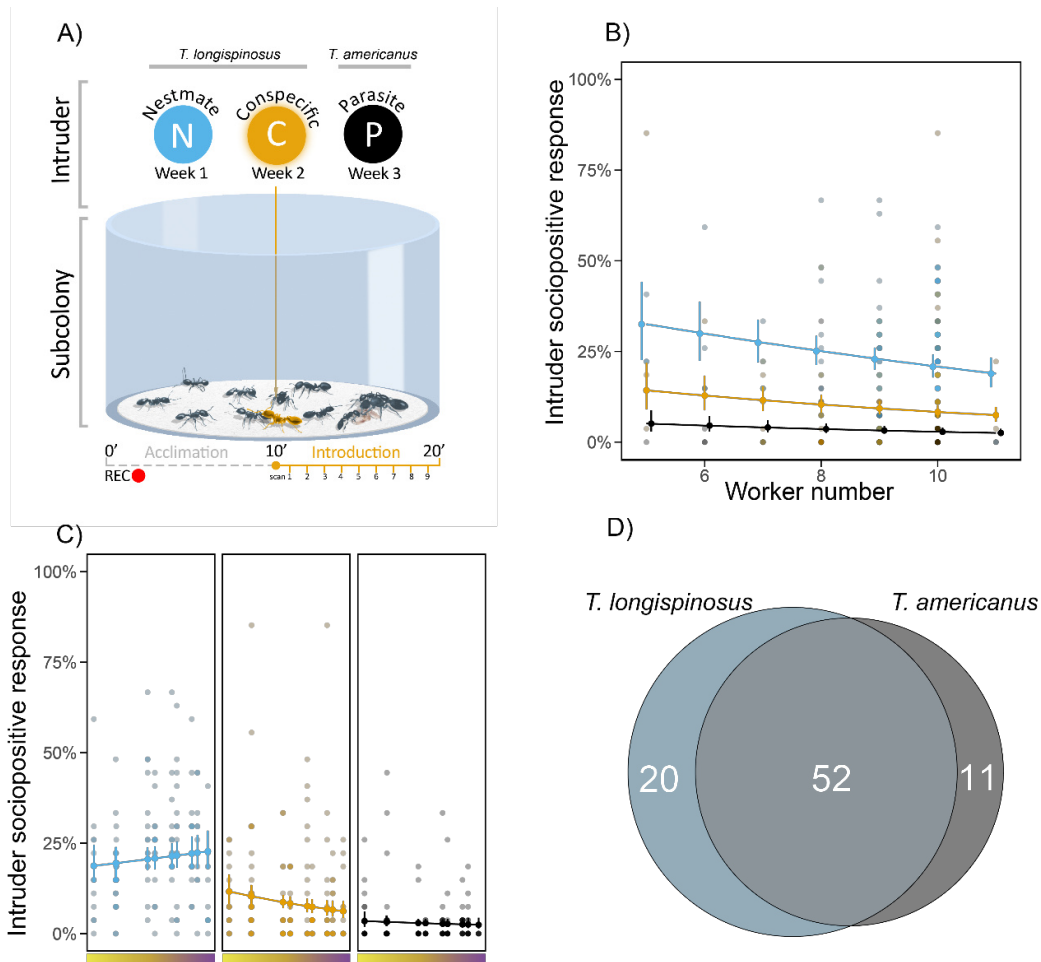 A)
T. longispinosus
T. americanus
Intruder
Nestmate
Conspecific
Parasite
N
C
P
Week 1
Week 2
Week 3
Subcolony
0’
10’
20’
Acclimation
Introduction
REC
scan 1 2 3 4 5 6 7 8 9
B)
Intruder sociopositive response
100%
75%
50%
25%
0%
6
8
10
Worker number
C)
Intruder sociopositive response
100%
75%
50%
25%
0%
D)
T. longispinosus
T. americanus
20
52
11